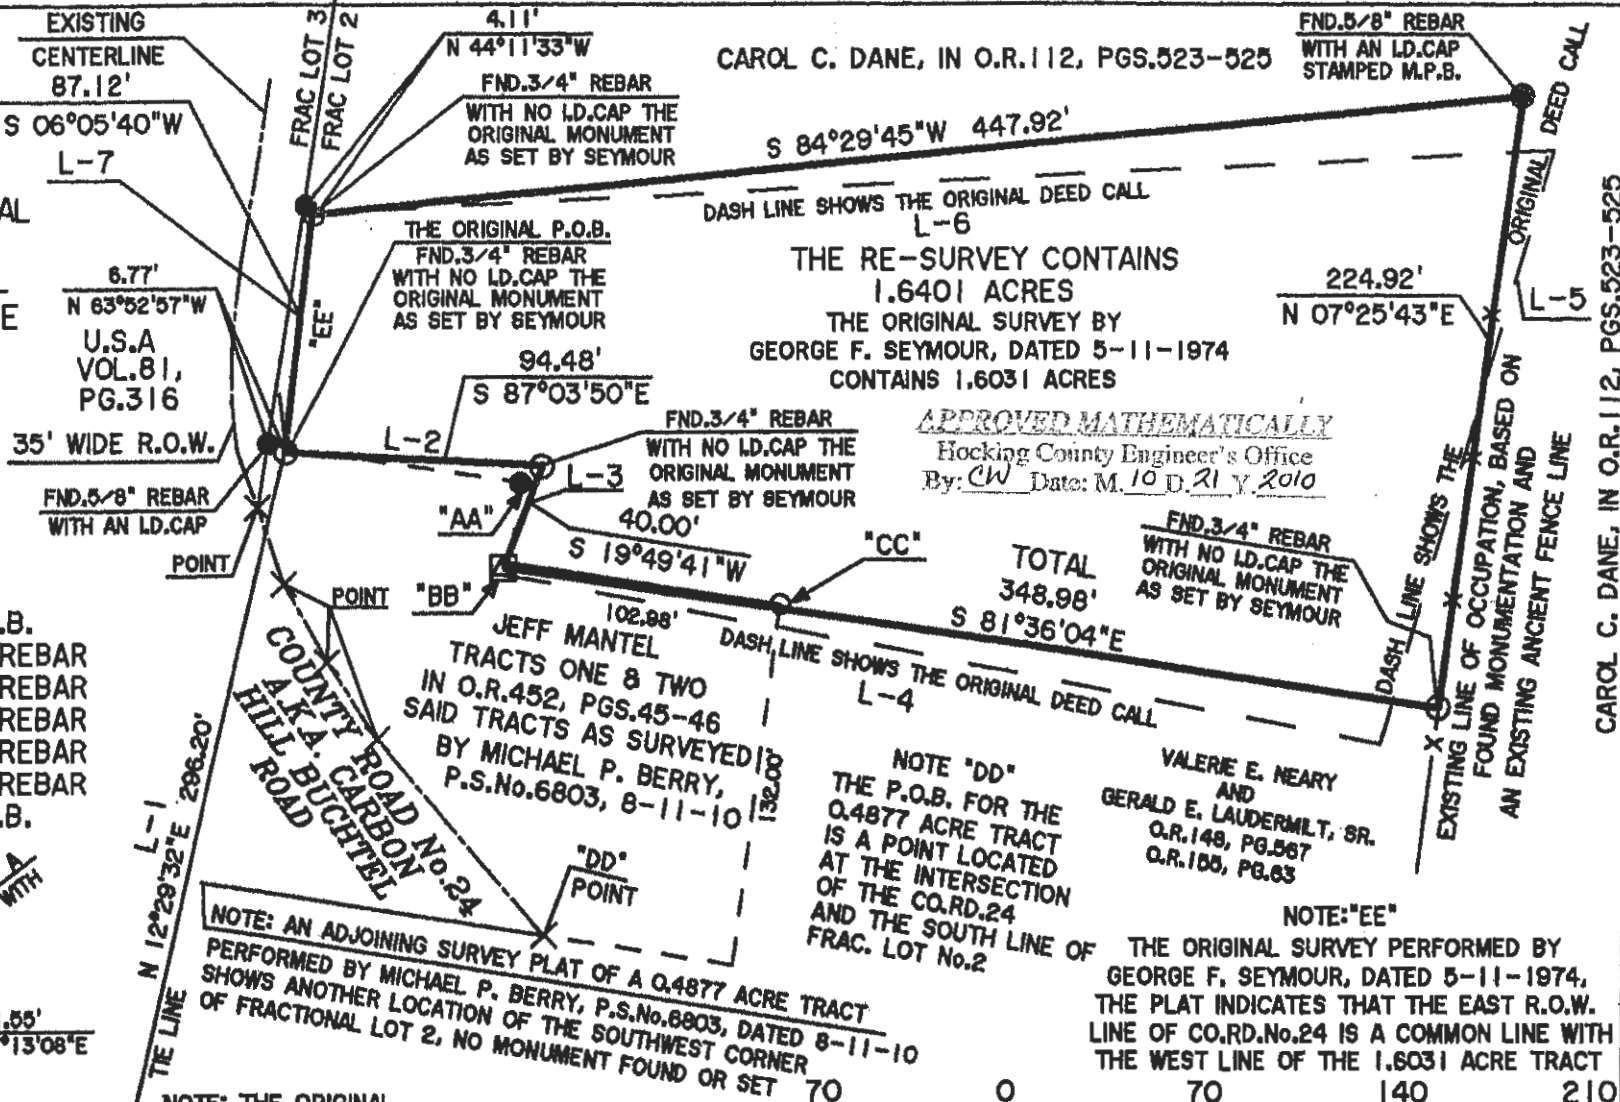 EXISTING
CENTERLINE
87.12'
S 06°05'40"W
L-7
FRAC LOT 3
FRAC LOT 2
4.11'
N 44°11'33"W
FND.3/4" REBAR
WITH NO I.D.CAP THE
ORIGINAL MONUMENT
AS SET BY SEYMOUR
CAROL C. DANE, IN O.R.112, PGS.523-525
FND.5/8" REBAR
WITH AN I.D.CAP
STAMPED M.P.B.
ORIGINAL DEED CALL
S 84°29'45"W 447.92'
DASH LINE SHOWS THE ORIGINAL DEED CALL
L-6
AL
E
6.77'
N 63°52'57"W
U.S.A
VOL.81,
PG.316
35' WIDE R.O.W.
FND.5/8" REBAR
WITH AN I.D.CAP
POINT
"EE"
THE ORIGINAL P.O.B.
FND.3/4" REBAR
WITH NO I.D.CAP THE
ORIGINAL MONUMENT
AS SET BY SEYMOUR
94.48'
S 87°03'50"E
L-2
THE RE-SURVEY CONTAINS
1.6401 ACRES
THE ORIGINAL SURVEY BY
GEORGE F. SEYMOUR, DATED 5-11-1974
CONTAINS 1.6031 ACRES
224.92'
N 07°25'43"E
L-5
CAROL C. DANE, IN O.R.112, PGS.523-525
FND.3/4" REBAR
WITH NO I.D.CAP THE
ORIGINAL MONUMENT
AS SET BY SEYMOUR
L-3
"AA"
40.00'
S 19°49'41"W
"BB"
APPROVED MATHEMATICALLY
Hocking County Engineer's Office
By: CW Date: M. 10 D. 21 Y. 2010
"CC"
TOTAL
348.98'
S 81°36'04"E
102.98'
DASH LINE SHOWS THE ORIGINAL DEED CALL
L-4
FND.3/4" REBAR
WITH NO I.D.CAP THE
ORIGINAL MONUMENT
AS SET BY SEYMOUR
DASH LINE SHOWS THE
EXISTING LINE OF OCCUPATION, BASED ON
FOUND MONUMENTATION AND
AN EXISTING ANCIENT FENCE LINE
POINT
.B.
REBAR
REBAR
REBAR
REBAR
REBAR
.B.
WITH
COUNTY ROAD No.24
A.K.A. CARBON
HILL BUCHTEL
ROAD
JEFF MANTEL
TRACTS ONE & TWO
IN O.R.452, PGS.45-46
SAID TRACTS AS SURVEYED
BY MICHAEL P. BERRY,
P.S.No.6803, 8-11-10
132.00'
"DD"
POINT
NOTE "DD"
THE P.O.B. FOR THE
0.4877 ACRE TRACT
IS A POINT LOCATED
AT THE INTERSECTION
OF THE CO.RD.24
AND THE SOUTH LINE OF
FRAC. LOT No.2
VALERIE E. NEARY
AND
GERALD E. LAUDERMILT, SR.
O.R.148, PG.567
O.R.155, PG.63
L-1
TIE LINE N 12°29'32"E 296.20'
NOTE: AN ADJOINING SURVEY PLAT OF A 0.4877 ACRE TRACT
PERFORMED BY MICHAEL P. BERRY, P.S.No.6803, DATED 8-11-10
SHOWS ANOTHER LOCATION OF THE SOUTHWEST CORNER
OF FRACTIONAL LOT 2, NO MONUMENT FOUND OR SET
NOTE:"EE"
THE ORIGINAL SURVEY PERFORMED BY
GEORGE F. SEYMOUR, DATED 5-11-1974,
THE PLAT INDICATES THAT THE EAST R.O.W.
LINE OF CO.RD.No.24 IS A COMMON LINE WITH
THE WEST LINE OF THE 1.6031 ACRE TRACT
.55'
°13'08"E
NOTE: THE ORIGINAL
70 0 70 140 210